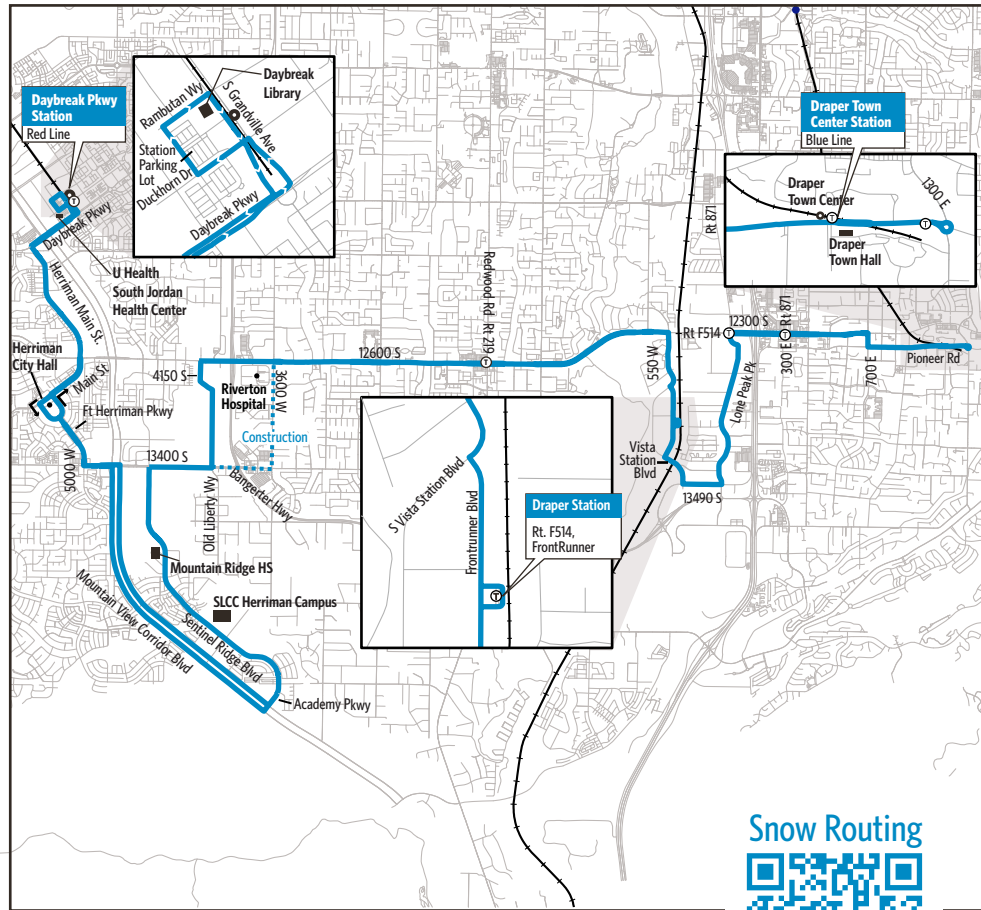 Daybreak Pkwy
Station
Red Line
Daybreak
Library
Rambutan Wy
S Grandville Ave
Station
Parking
Lot
Duckhorn Dr
Daybreak Pkwy
Draper Town
Center Station
Blue Line
Draper
Town Center
1300 E
Draper
Town Hall
Daybreak Pkwy
U Health
South Jordan
Health Center
Herriman Main St.
Herriman
City Hall
Main St
Ft Herriman Pkwy
5000 W
4150 S
Riverton
Hospital
3600 W
Construction
13400 S
Bangerter Hwy
Old Liberty Wy
12600 S
Redwood Rd Rt 219
Rt 871
550 W
Rt F514
12300 S
300 E
Rt 871
700 E
Pioneer Rd
Lone Peak Pk
Vista
Station
Blvd
13490 S
S Vista Station Blvd
Frontrunner Blvd
Draper Station
Rt. F514,
FrontRunner
Mountain Ridge HS
SLCC Herriman Campus
Mountain View Corridor Blvd
Sentinel Ridge Blvd
Academy Pkwy
Snow Routing